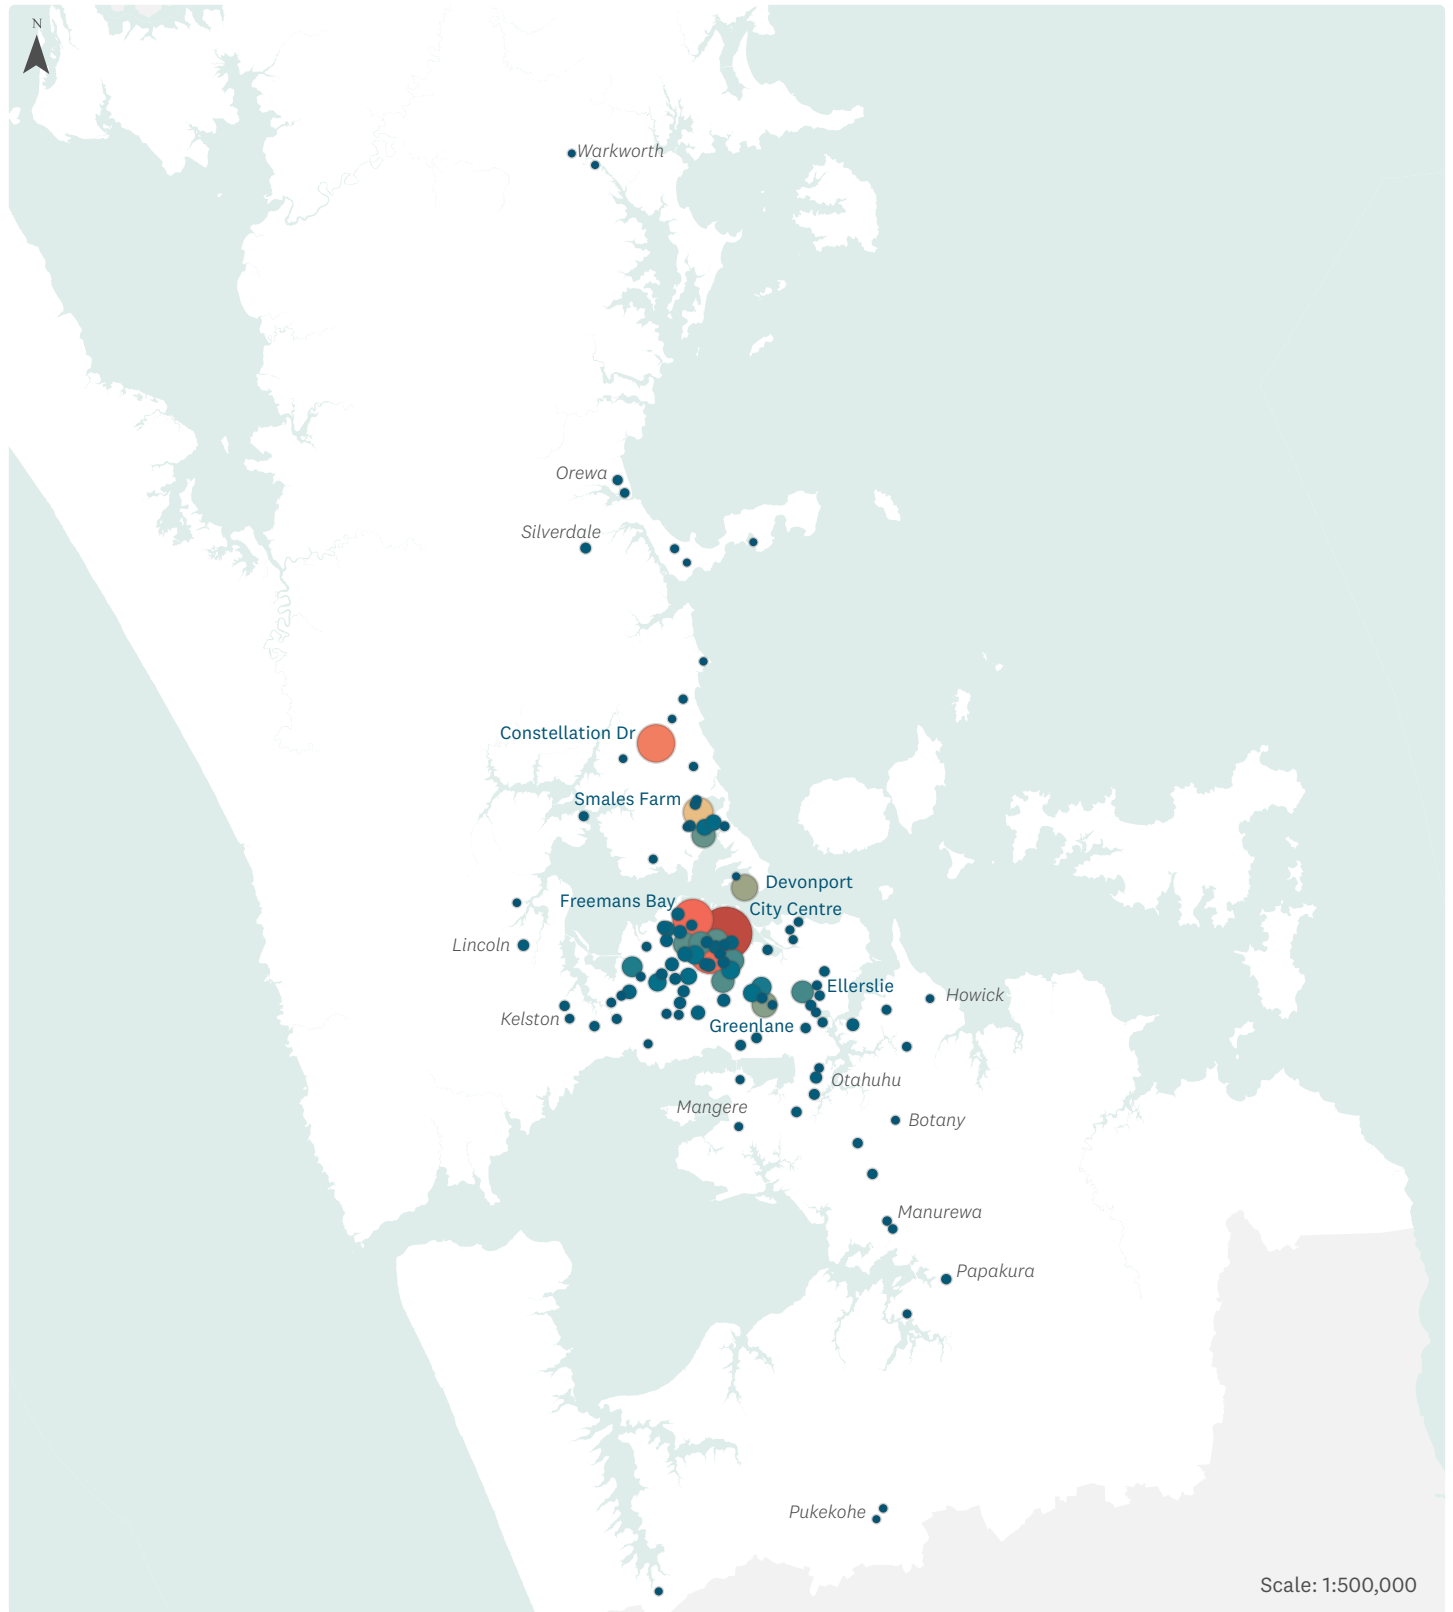 N
Warkworth
Orewa
Silverdale
Constellation Dr
Smales Farm
Devonport
Freemans Bay
City Centre
Lincoln
Ellerslie
Howick
Kelston
Greenlane
Otahuhu
Mangere
Botany
Manurewa
Papakura
Pukekohe
Scale: 1:500,000